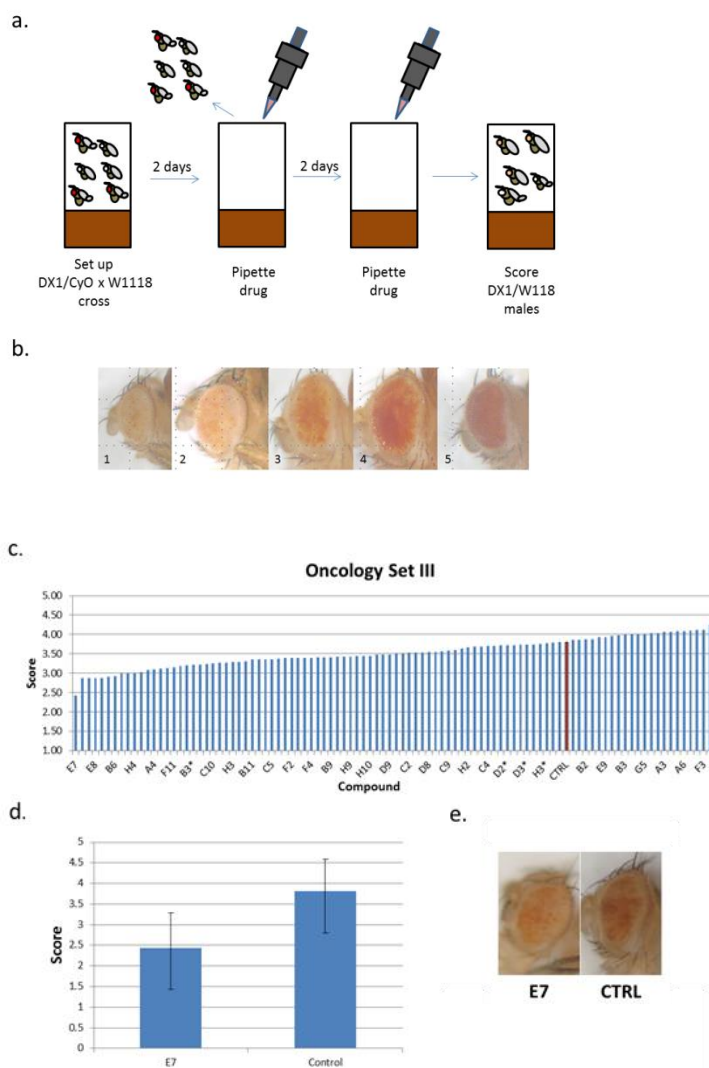 a.
2 days
2 days
Set up
DX1/CyO x W1118
cross
Pipette
drug
Pipette
drug
Score
DX1/W118
males
b.
1
2
3
4
5
c.
Oncology Set III
Score
5.00
4.50
4.00
3.50
3.00
2.50
2.00
1.50
1.00
E7
E8
B6
H4
A4
F11
B3*
C10
H3
B11
C5
F2
F4
B9
H9
H10
D9
C2
D8
C9
H2
C4
D2*
D3*
H3*
CTRL
B2
E9
B3
G5
A3
A6
F3
Compound
d.
Score
5
4.5
4
3.5
3
2.5
2
1.5
1
0.5
0
E7
Control
e.
E7
CTRL